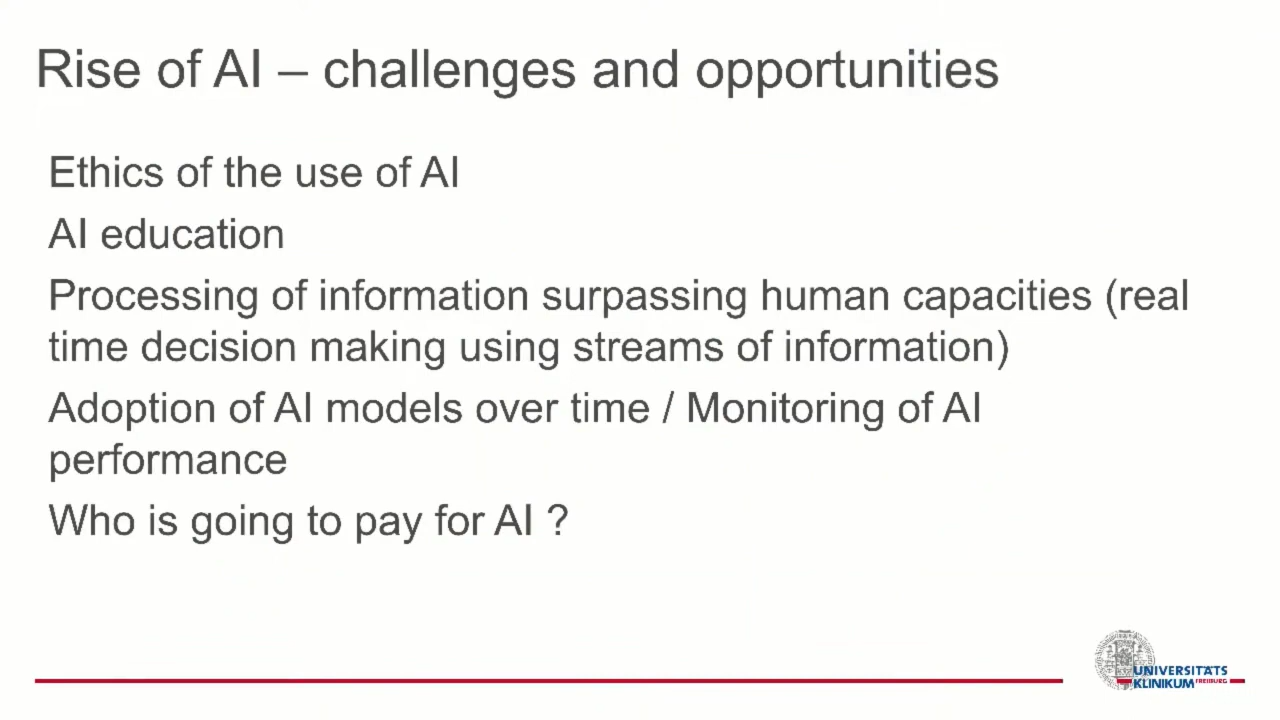 Rise of AI – challenges and opportunities
Ethics of the use of AI
AI education
Processing of information surpassing human capacities (real
time decision making using streams of information)
Adoption of AI models over time / Monitoring of AI
performance
Who is going to pay for AI ?
UNIVERSITÄTS
KLINIKUM FREIBURG